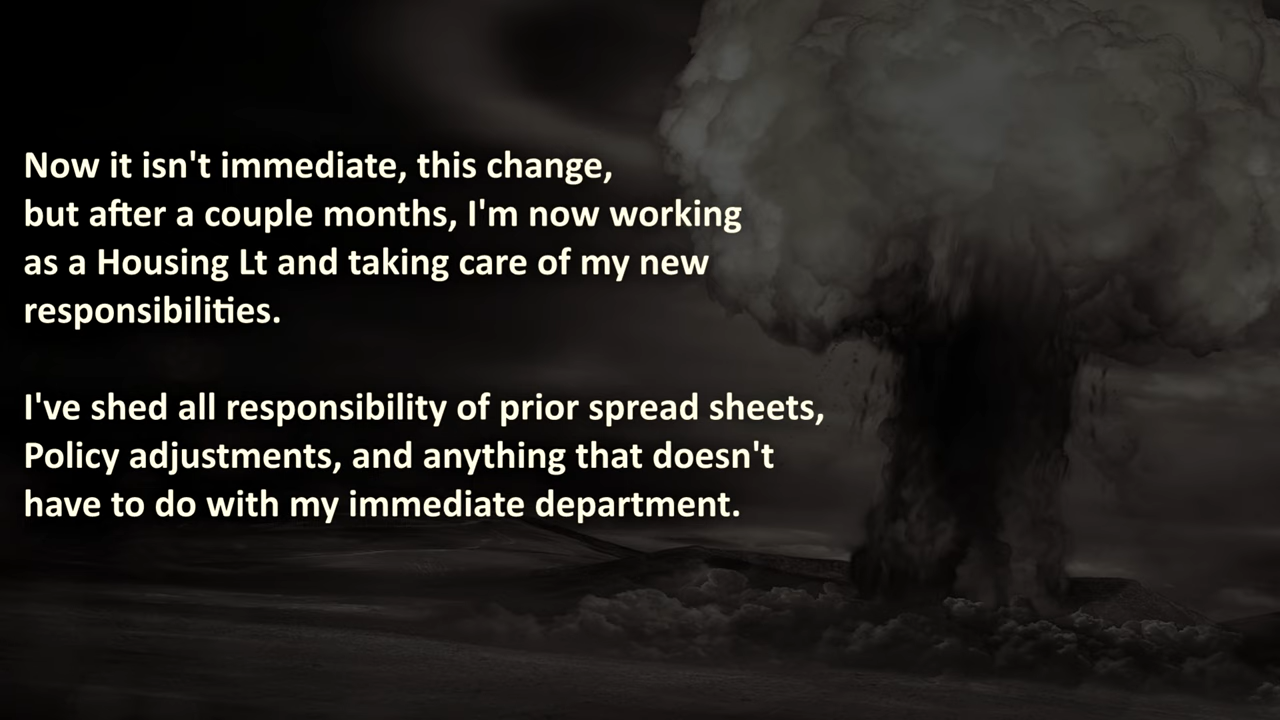 Now it isn't immediate, this change,
but after a couple months, I'm now working
as a Housing Lt and taking care of my new
responsibilities.
I've shed all responsibility of prior spread sheets,
Policy adjustments, and anything that doesn't
have to do with my immediate department.